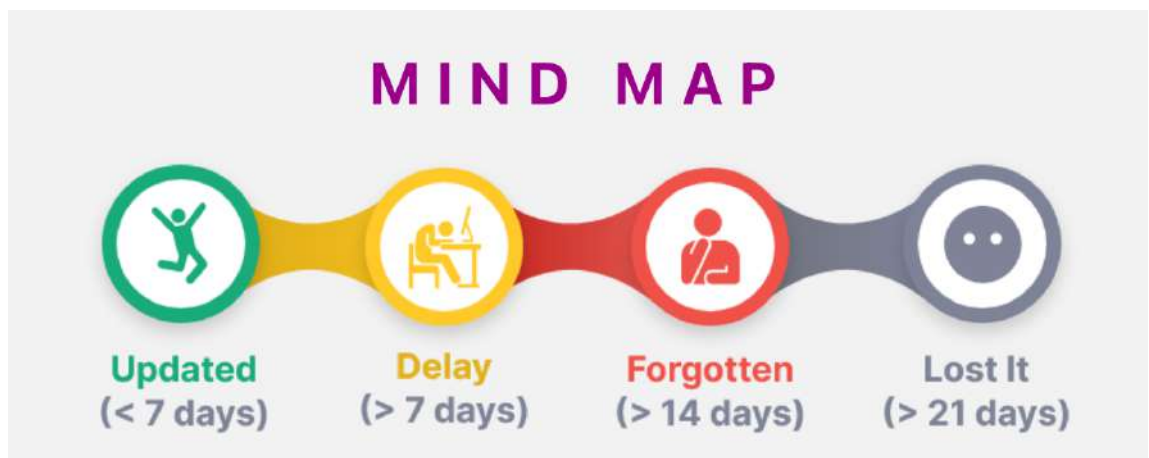 MIND MAP
Updated
(< 7 days)
Delay
(> 7 days)
Forgotten
(> 14 days)
Lost It
(> 21 days)